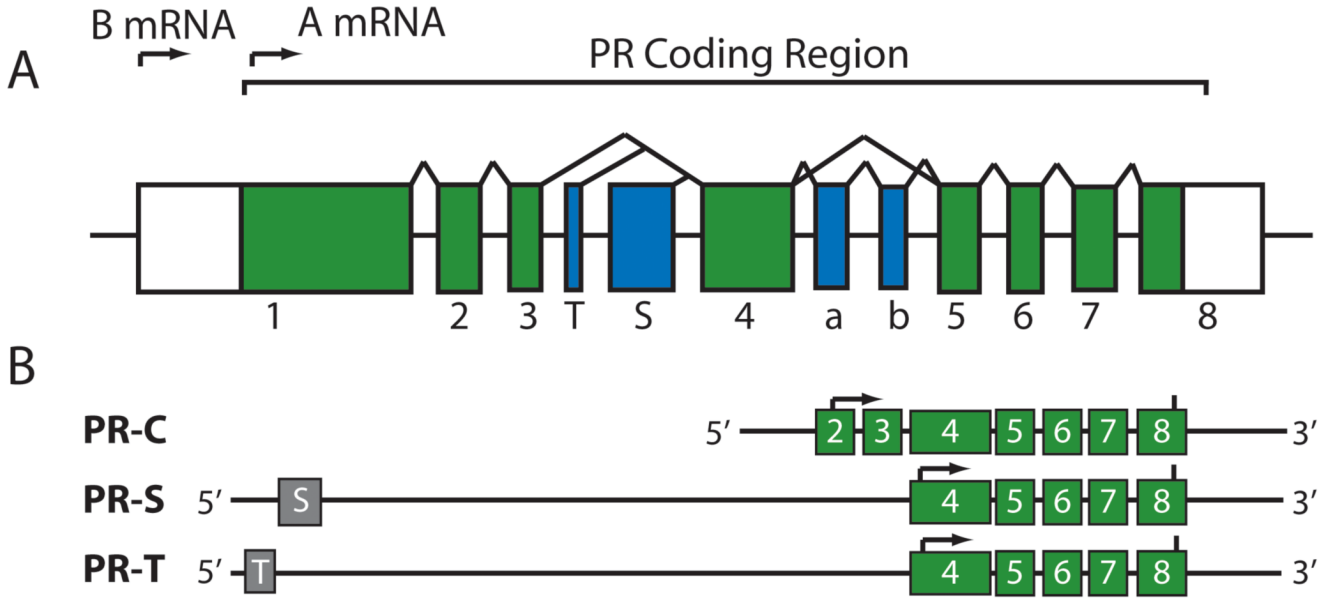 B mRNA
A mRNA
A
PR Coding Region
1 2 3 T S 4 a b 5 6 7 8
B
PR-C 5′ 2 3 4 5 6 7 8 3′
PR-S 5′ S 4 5 6 7 8 3′
PR-T 5′ T 4 5 6 7 8 3′